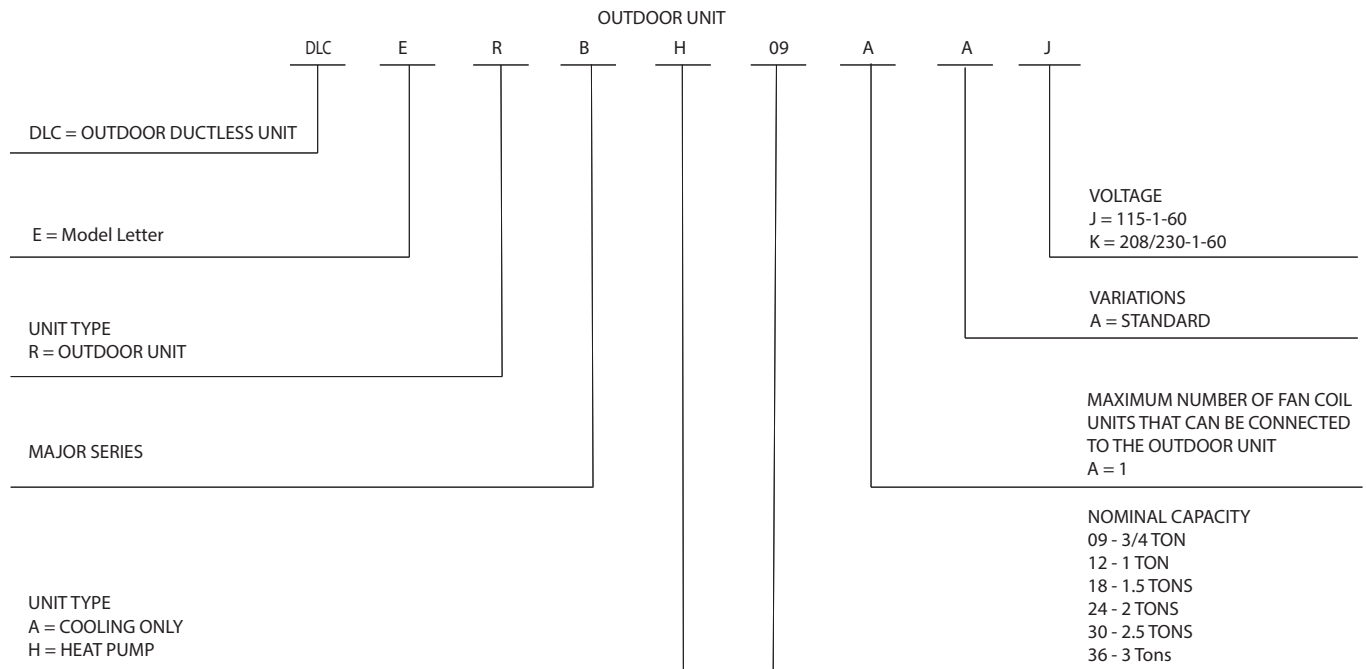 OUTDOOR UNIT
DLC E R B H 09 A A J
DLC = OUTDOOR DUCTLESS UNIT
E = Model Letter
UNIT TYPE
R = OUTDOOR UNIT
MAJOR SERIES
UNIT TYPE
A = COOLING ONLY
H = HEAT PUMP
VOLTAGE
J = 115-1-60
K = 208/230-1-60
VARIATIONS
A = STANDARD
MAXIMUM NUMBER OF FAN COIL
UNITS THAT CAN BE CONNECTED
TO THE OUTDOOR UNIT
A = 1
NOMINAL CAPACITY
09 - 3/4 TON
12 - 1 TON
18 - 1.5 TONS
24 - 2 TONS
30 - 2.5 TONS
36 - 3 Tons